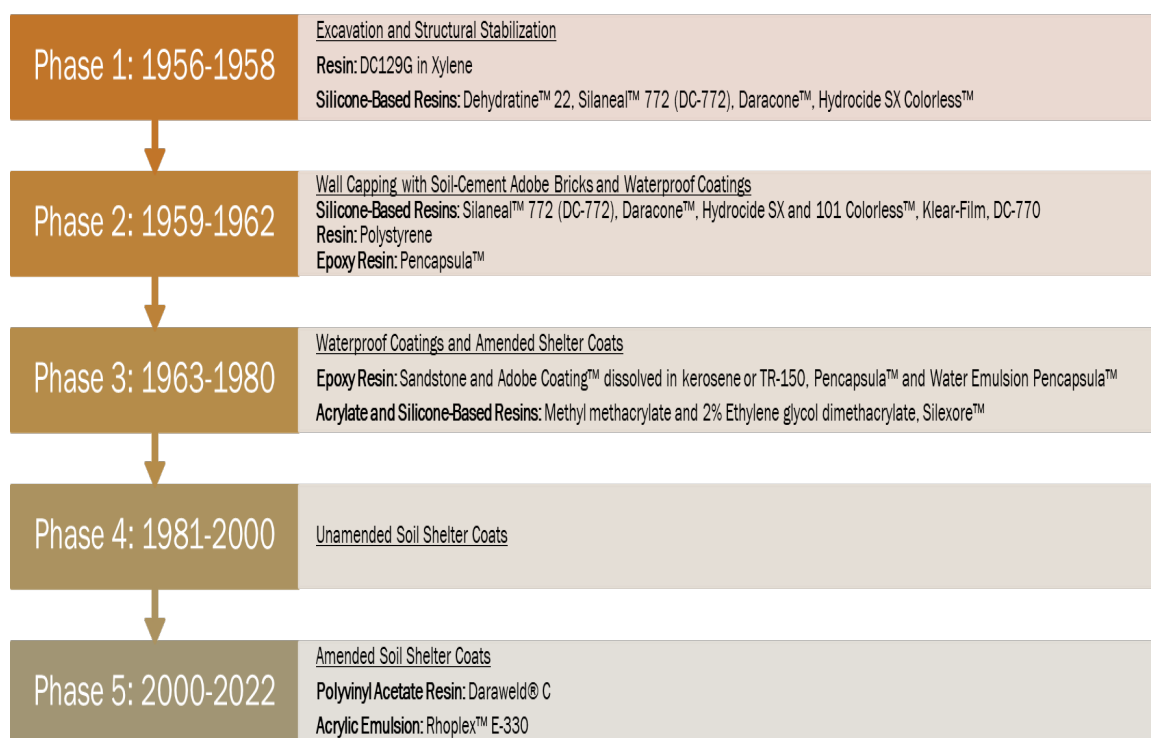 Phase 1: 1956-1958
Excavation and Structural Stabilization
Resin: DC129G in Xylene
Silicone-Based Resins: Dehydratine™ 22, Silaneal™ 772 (DC-772), Daracone™, Hydrocide SX Colorless™
Phase 2: 1959-1962
Wall Capping with Soil-Cement Adobe Bricks and Waterproof Coatings
Silicone-Based Resins: Silaneal™ 772 (DC-772), Daracone™, Hydrocide SX and 101 Colorless™, Klear-Film, DC-770
Resin: Polystyrene
Epoxy Resin: Pencapsula™
Phase 3: 1963-1980
Waterproof Coatings and Amended Shelter Coats
Epoxy Resin: Sandstone and Adobe Coating™ dissolved in kerosene or TR-150, Pencapsula™ and Water Emulsion Pencapsula™
Acrylate and Silicone-Based Resins: Methyl methacrylate and 2% Ethylene glycol dimethacrylate, Silexore™
Phase 4: 1981-2000
Unamended Soil Shelter Coats
Phase 5: 2000-2022
Amended Soil Shelter Coats
Polyvinyl Acetate Resin: Daraweld® C
Acrylic Emulsion: Rhoplex™ E-330